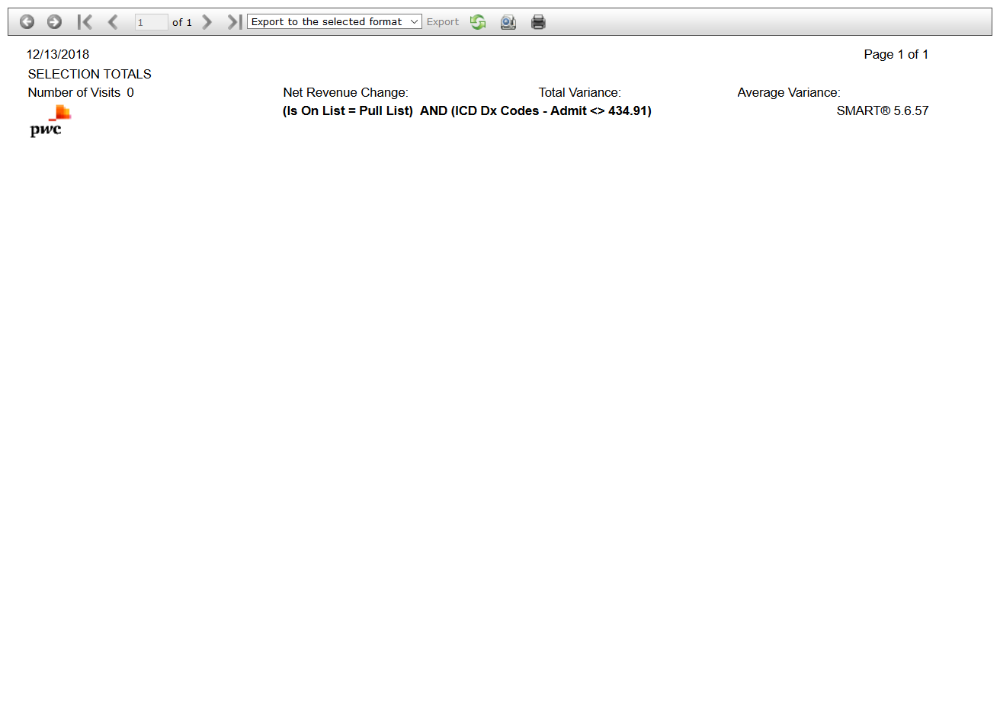 1 of 1 Export to the selected format Export
12/13/2018 Page 1 of 1
SELECTION TOTALS
Number of Visits 0 Net Revenue Change: Total Variance: Average Variance:
(Is On List = Pull List) AND (ICD Dx Codes - Admit <> 434.91) SMART® 5.6.57
pwc